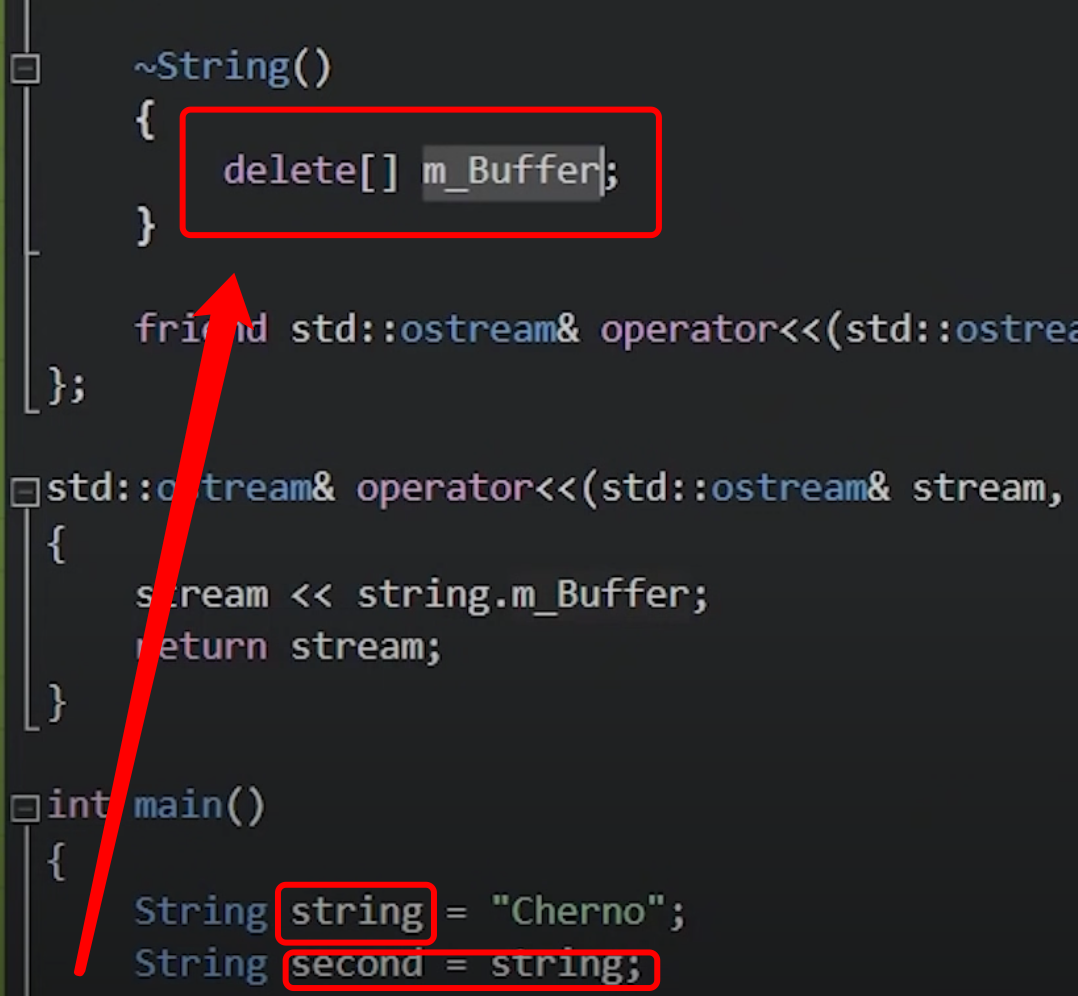 ~String()
{
delete[] m_Buffer;
}
friend std::ostream& operator<<(std::ostrea
};
std::ostream& operator<<(std::ostream& stream,
{
stream << string.m_Buffer;
return stream;
}
int main()
{
String string = "Cherno";
String second = string;